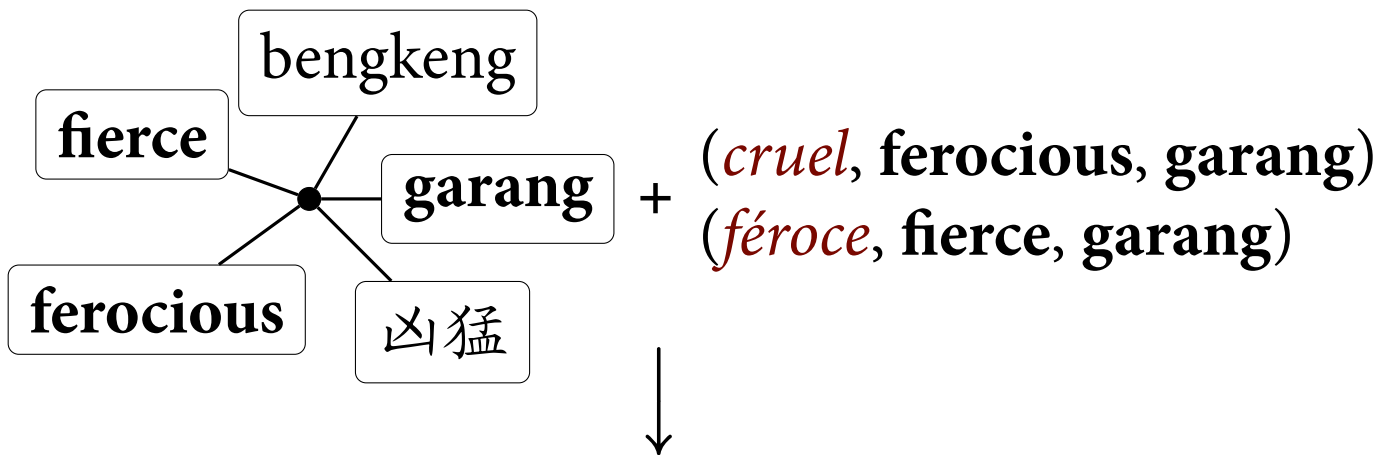 bengkeng
fierce
garang
ferocious
凶猛
+
(cruel, ferocious, garang)
(féroce, fierce, garang)